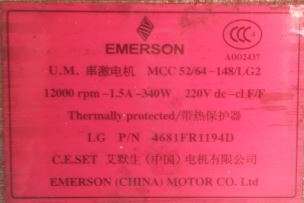 EMERSON
CCC
A002437
U.M. 串激电机 MCC 52/64-148/LG2
12000 rpm-1.5A-340W 220V dc-cl F/F
Thermally protected/带热保护器
LG P/N 4681FR1194D
C.E.SET 艾默生(中国)电机有限公司
EMERSON (CHINA) MOTOR CO. Ltd